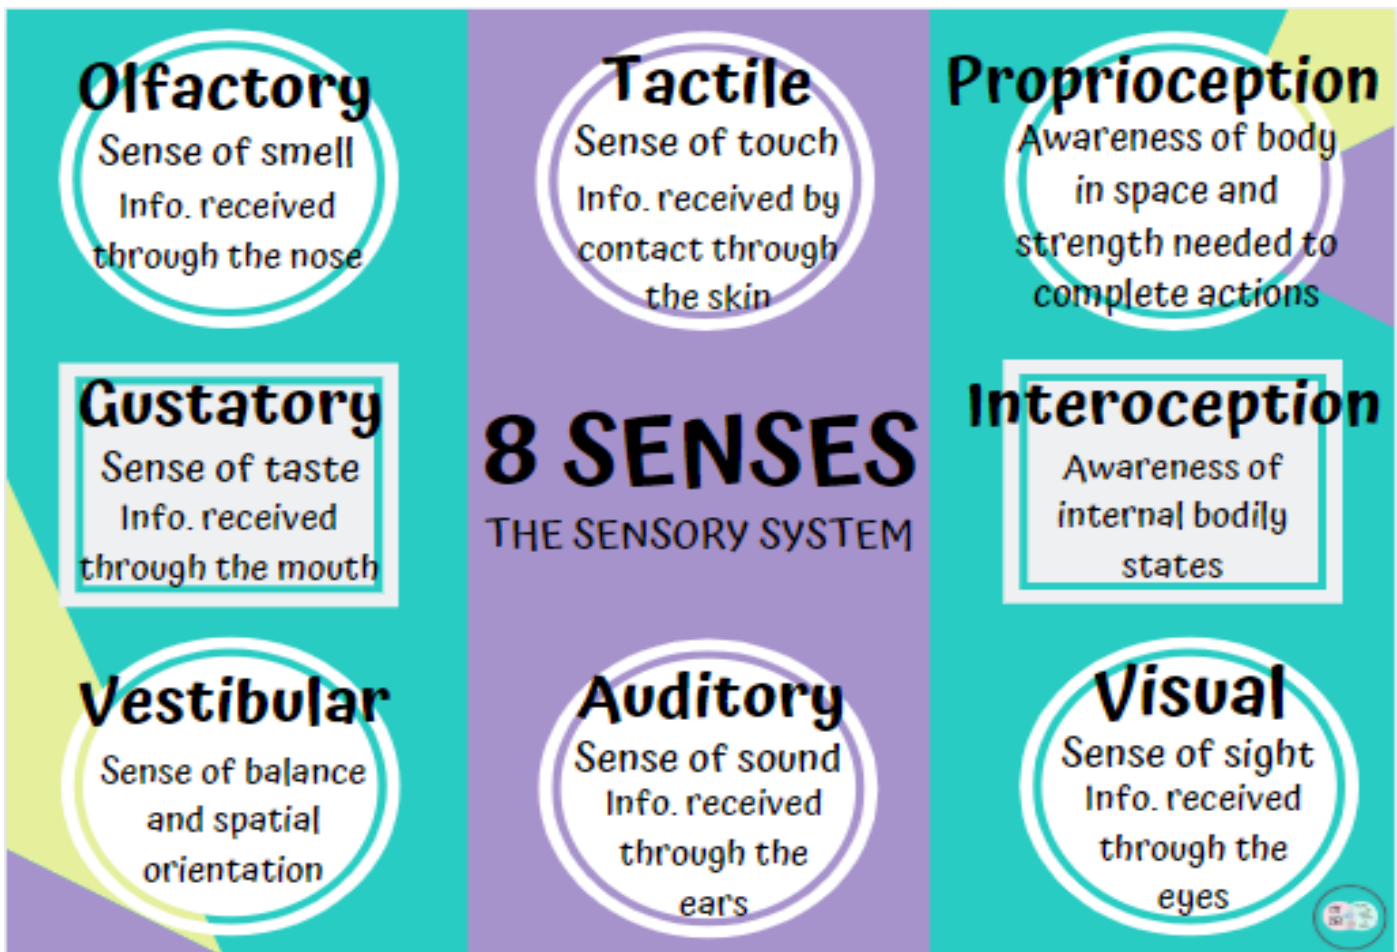 Olfactory
Sense of smell
Info. received
through the nose
Tactile
Sense of touch
Info. received by
contact through
the skin
Proprioception
Awareness of body
in space and
strength needed to
complete actions
Gustatory
Sense of taste
Info. received
through the mouth
8 SENSES
THE SENSORY SYSTEM
Interoception
Awareness of
internal bodily
states
Vestibular
Sense of balance
and spatial
orientation
Auditory
Sense of sound
Info. received
through the
ears
Visual
Sense of sight
Info. received
through the
eyes